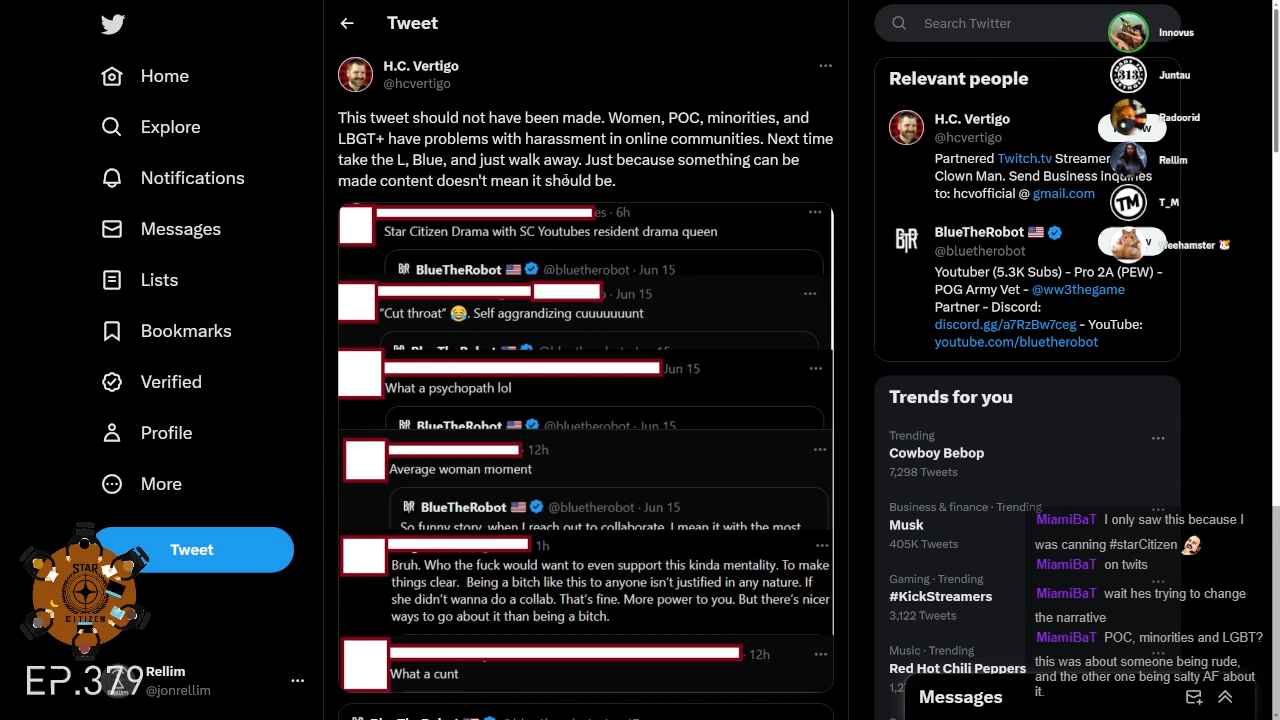 Home
Explore
Notifications
Messages
Lists
Bookmarks
Verified
Profile
More
Tweet
STAR
CITIZEN
EP.379
Rellim
Rellim
@jonrellim
Tweet
H.C. Vertigo
@hcvertigo
This tweet should not have been made. Women, POC, minorities, and
LBGT+ have problems with harassment in online communities. Next time
take the L, Blue, and just walk away. Just because something can be
made content doesn't mean it should be.
es · 6h
Star Citizen Drama with SC Youtubes resident drama queen
BlueTheRobot 🇺🇸 @bluetherobot · Jun 15
· Jun 15
“Cut throat” 😂. Self aggrandizing cuuuuuuunt
BlueTheRobot 🇺🇸 @bluetherobot · Jun 15
Jun 15
What a psychopath lol
BlueTheRobot 🇺🇸 @bluetherobot · Jun 15
· 12h
Average woman moment
BlueTheRobot 🇺🇸 @bluetherobot · Jun 15
So funny story, when I reach out to collaborate, I mean it with the most
· 1h
Bruh. Who the fuck would want to even support this kinda mentality. To make
things clear. Being a bitch like this to anyone isn’t justified in any nature. If
she didn’t wanna do a collab. That’s fine. More power to you. But there’s nicer
ways to go about it than being a bitch.
· 12h
What a cunt
Search Twitter
Relevant people
H.C. Vertigo
@hcvertigo
Partnered Twitch.tv Streamer
Clown Man. Send Business inquiries
to: hcvofficial @ gmail.com
BlueTheRobot 🇺🇸
@bluetherobot
Youtuber (5.3K Subs) – Pro 2A (PEW) –
POG Army Vet - @ww3thegame
Partner - Discord:
discord.gg/a7RzBw7ceg - YouTube:
youtube.com/bluetherobot
Innovus
MADE IN
313
DETROIT
Juntau
Radoorid
Rellim
TM
T_M
Weehamster 🐹
Trends for you
Trending
Cowboy Bebop
7,298 Tweets
Business & finance · Trending
Musk
405K Tweets
Gaming · Trending
#KickStreamers
3,122 Tweets
Music · Trending
Red Hot Chili Peppers
MiamiBaT I only saw this because I
was canning #starCitizen
MiamiBaT on twits
MiamiBaT wait hes trying to change
the narrative
MiamiBaT POC, minorities and LGBT?
this was about someone being rude,
and the other one being salty AF about
it.
Messages